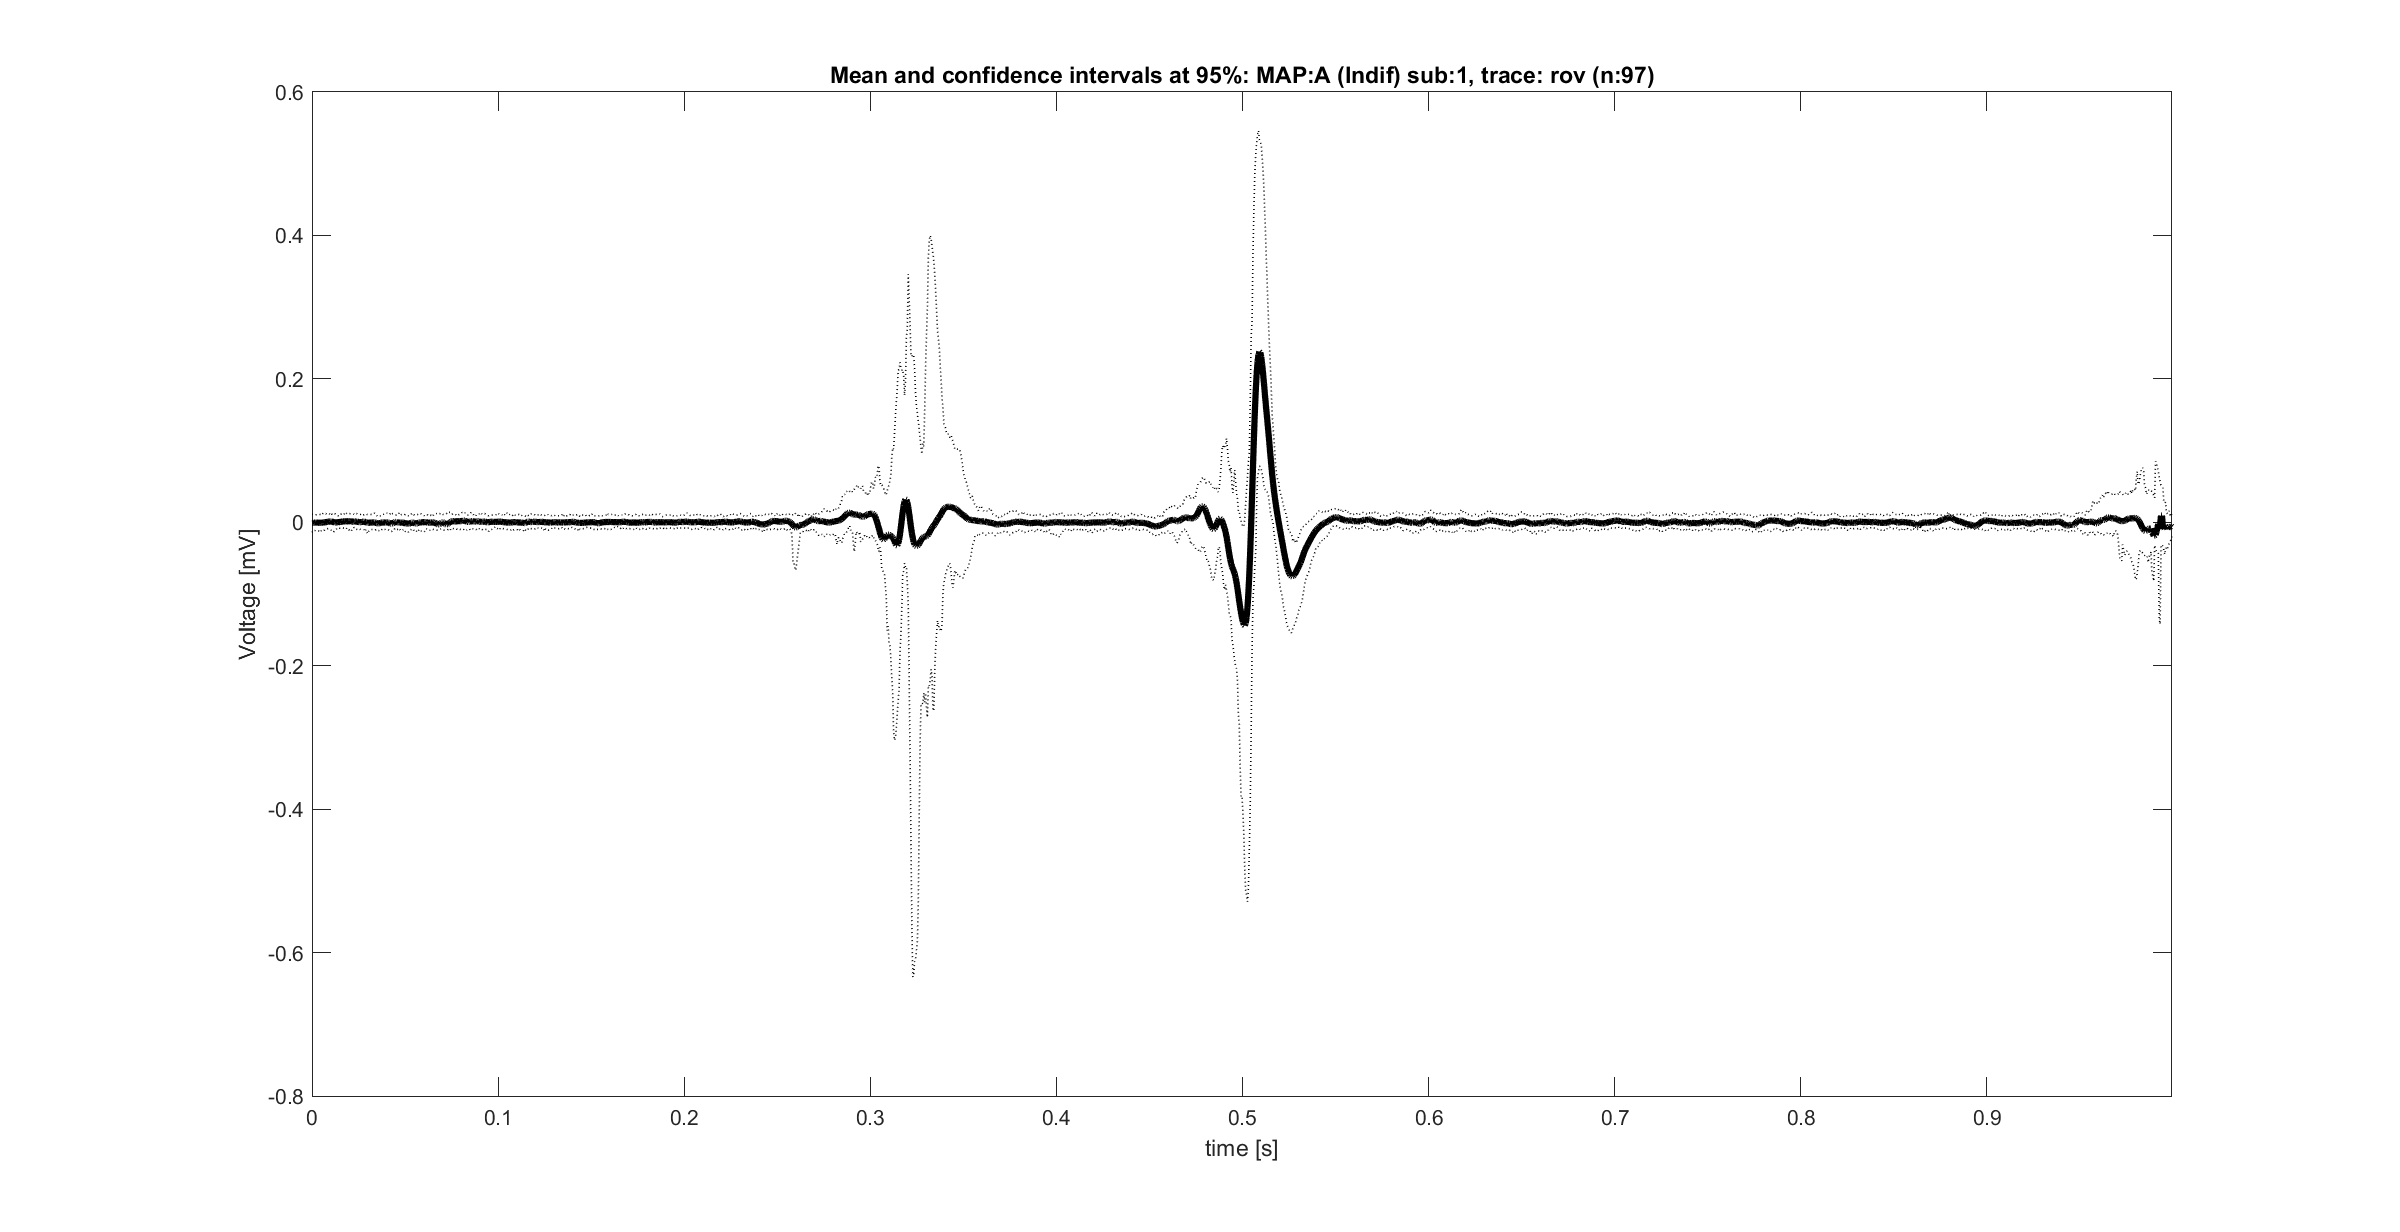 Mean and confidence intervals at 95%: MAP:A (Indif) sub:1, trace: rov (n:97)
0.6
0.4
0.2
0
-0.2
-0.4
-0.6
-0.8
Voltage [mV]
0 0.1 0.2 0.3 0.4 0.5 0.6 0.7 0.8 0.9
time [s]